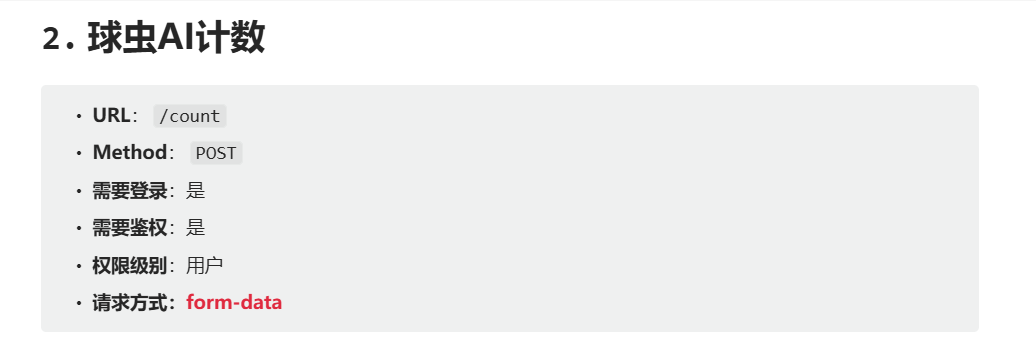 2. 球虫AI计数
• URL： /count
• Method： POST
• 需要登录：是
• 需要鉴权：是
• 权限级别：用户
• 请求方式：form-data